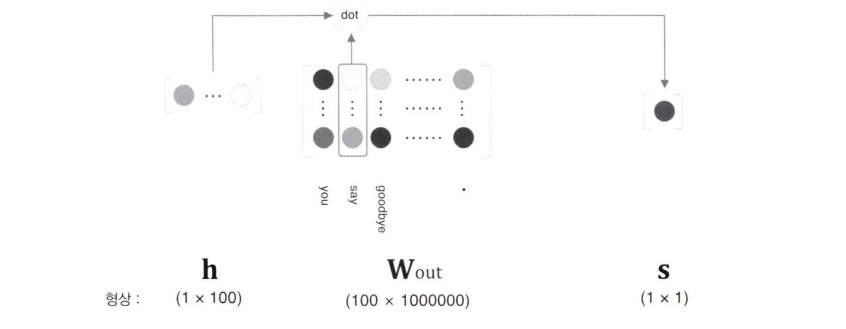 dot
you
say
goodbye
.
h
Wout
s
형상 :
(1 × 100)
(100 × 1000000)
(1 × 1)